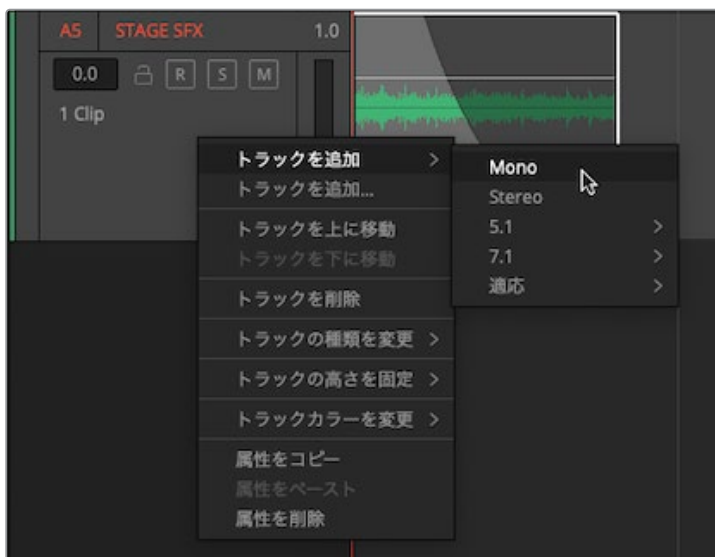 A5 STAGE SFX 1.0
0.0 R S M
1 Clip
トラックを追加 >
トラックを追加...
トラックを上に移動
トラックを下に移動
トラックを削除
トラックの種類を変更 >
トラックの高さを固定 >
トラックカラーを変更 >
属性をコピー
属性をペースト
属性を削除
Mono
Stereo
5.1 >
7.1 >
適応 >